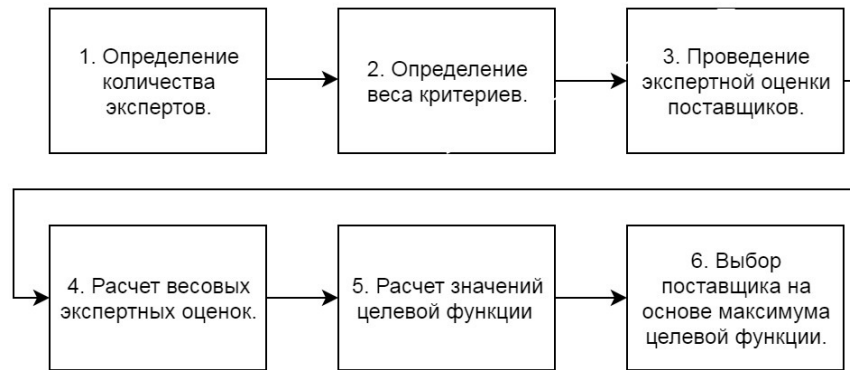 1. Определение
количества
экспертов.
2. Определение
веса критериев.
3. Проведение
экспертной оценки
поставщиков.
4. Расчет весовых
экспертных оценок.
5. Расчет значений
целевой функции
6. Выбор
поставщика на
основе максимума
целевой функции.